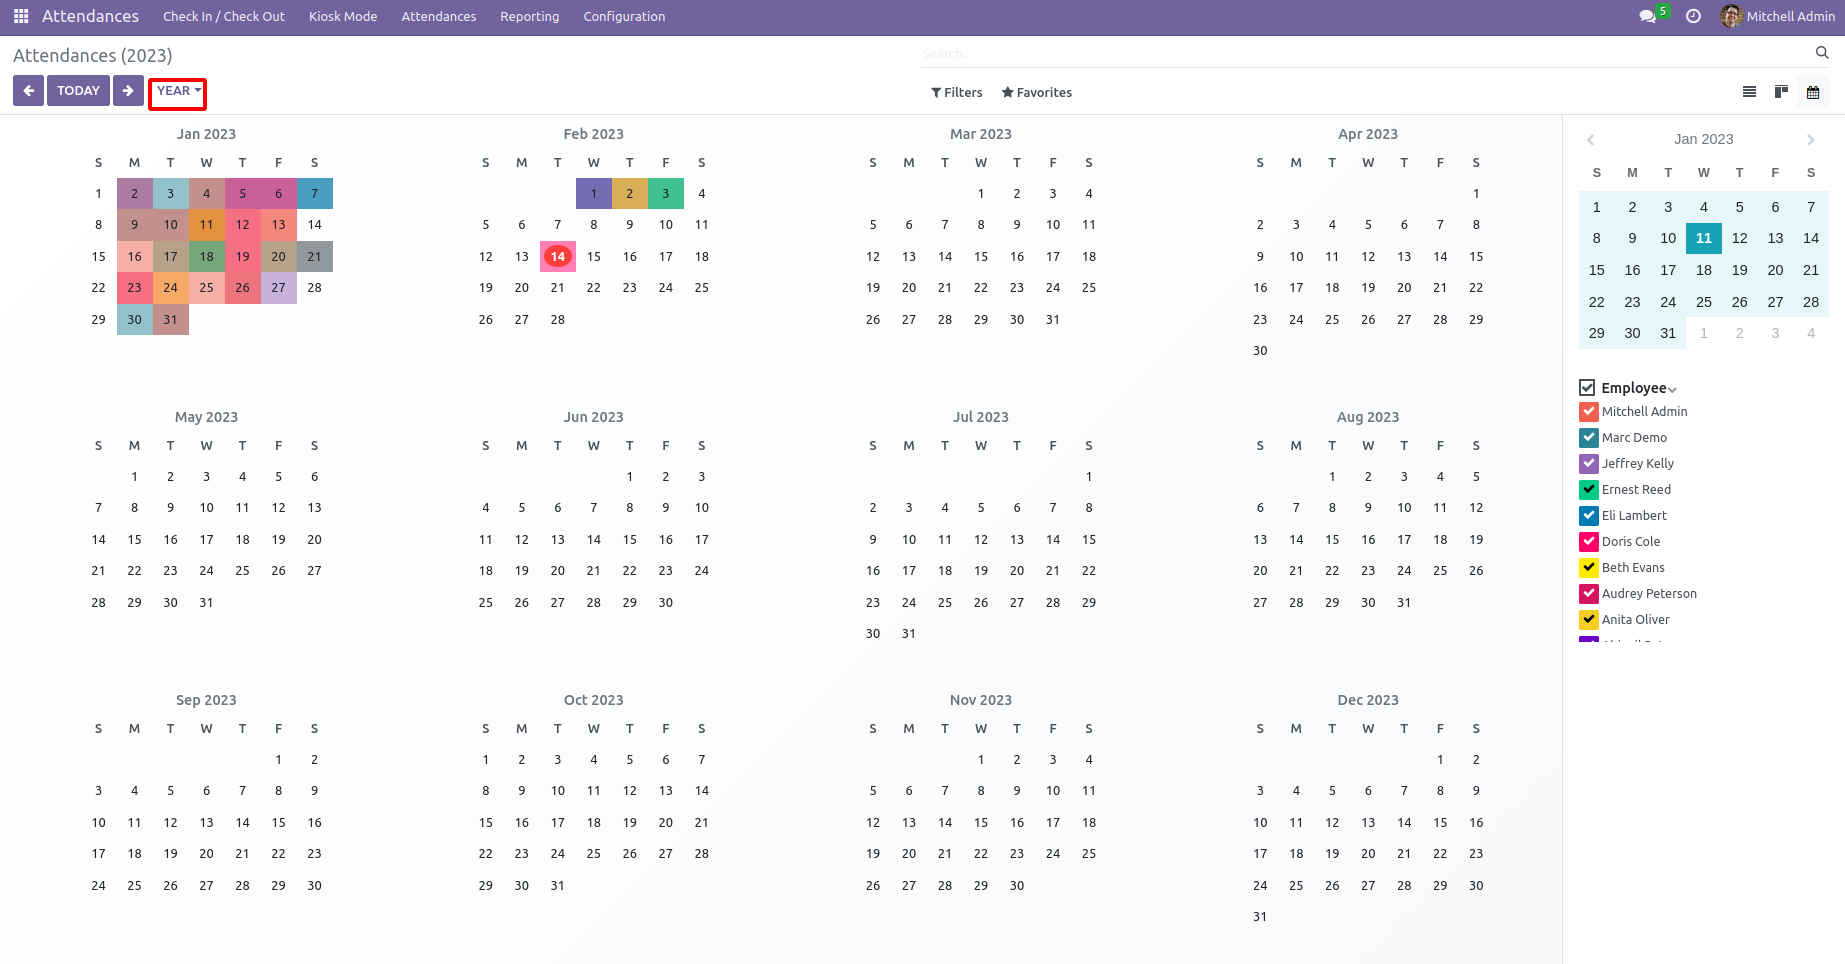 Attendances Check In / Check Out Kiosk Mode Attendances Reporting Configuration 5 Mitchell Admin
Attendances (2023) Search...
TODAY YEAR Filters Favorites
Jan 2023 Feb 2023 Mar 2023 Apr 2023
S M T W T F S S M T W T F S S M T W T F S S M T W T F S
1 2 3 4 5 6 7 1 2 3 4 1 2 3 4 1
8 9 10 11 12 13 14 5 6 7 8 9 10 11 5 6 7 8 9 10 11 2 3 4 5 6 7 8
15 16 17 18 19 20 21 12 13 14 15 16 17 18 12 13 14 15 16 17 18 9 10 11 12 13 14 15
22 23 24 25 26 27 28 19 20 21 22 23 24 25 19 20 21 22 23 24 25 16 17 18 19 20 21 22
29 30 31 26 27 28 26 27 28 29 30 31 23 24 25 26 27 28 29
30
May 2023 Jun 2023 Jul 2023 Aug 2023
S M T W T F S S M T W T F S S M T W T F S S M T W T F S
1 2 3 4 5 6 1 2 3 1 1 2 3 4 5
7 8 9 10 11 12 13 4 5 6 7 8 9 10 2 3 4 5 6 7 8 6 7 8 9 10 11 12
14 15 16 17 18 19 20 11 12 13 14 15 16 17 9 10 11 12 13 14 15 13 14 15 16 17 18 19
21 22 23 24 25 26 27 18 19 20 21 22 23 24 16 17 18 19 20 21 22 20 21 22 23 24 25 26
28 29 30 31 25 26 27 28 29 30 23 24 25 26 27 28 29 27 28 29 30 31
30 31
Sep 2023 Oct 2023 Nov 2023 Dec 2023
S M T W T F S S M T W T F S S M T W T F S S M T W T F S
1 2 1 2 3 4 5 6 7 1 2 3 4 1 2
3 4 5 6 7 8 9 8 9 10 11 12 13 14 5 6 7 8 9 10 11 3 4 5 6 7 8 9
10 11 12 13 14 15 16 15 16 17 18 19 20 21 12 13 14 15 16 17 18 10 11 12 13 14 15 16
17 18 19 20 21 22 23 22 23 24 25 26 27 28 19 20 21 22 23 24 25 17 18 19 20 21 22 23
24 25 26 27 28 29 30 29 30 31 26 27 28 29 30 24 25 26 27 28 29 30
31
Jan 2023
S M T W T F S
1 2 3 4 5 6 7
8 9 10 11 12 13 14
15 16 17 18 19 20 21
22 23 24 25 26 27 28
29 30 31 1 2 3 4
Employee
Mitchell Admin
Marc Demo
Jeffrey Kelly
Ernest Reed
Eli Lambert
Doris Cole
Beth Evans
Audrey Peterson
Anita Oliver